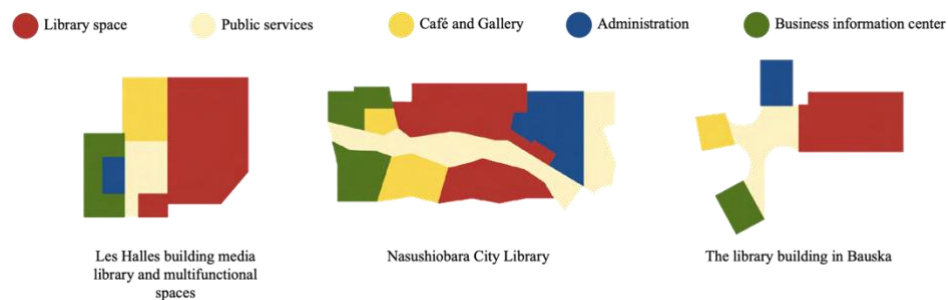 Library space
Public services
Café and Gallery
Administration
Business information center
Les Halles building media
library and multifunctional
spaces
Nasushiobara City Library
The library building in Bauska